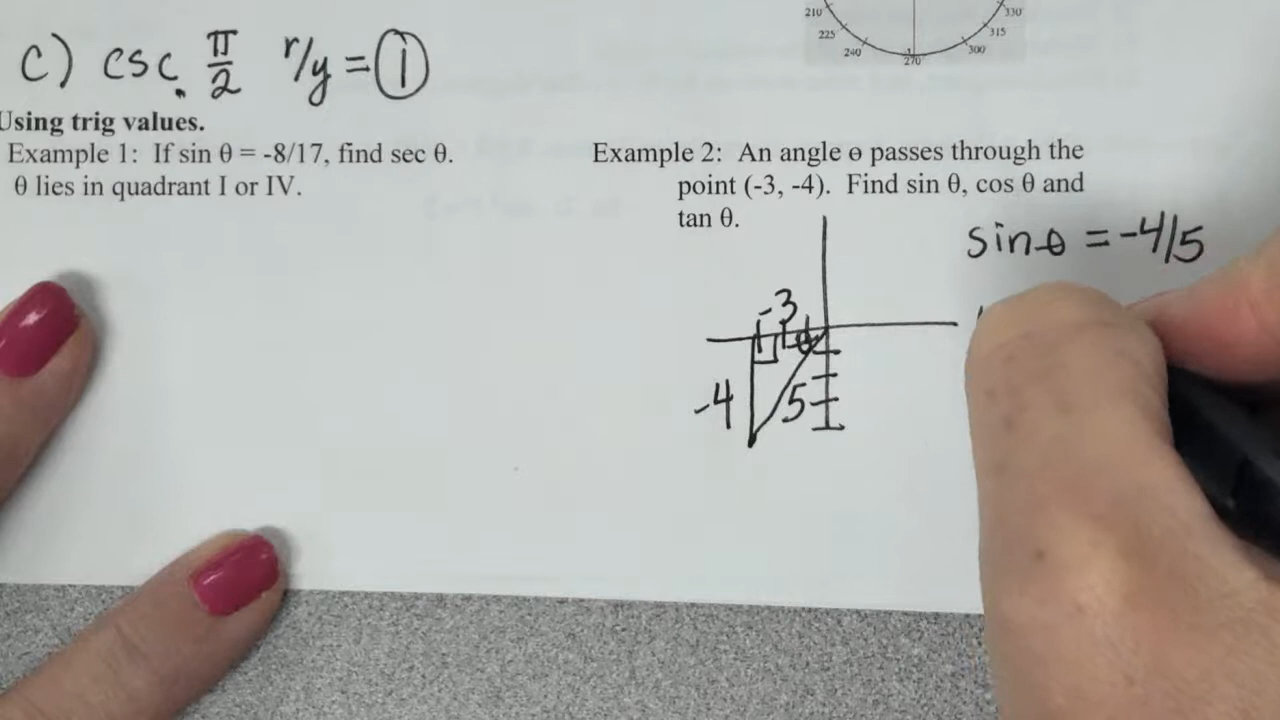 210
225
240
270
300
315
330
c) csc π/2 r/y = 1
Using trig values.
Example 1: If sin θ = -8/17, find sec θ.
θ lies in quadrant I or IV.
Example 2: An angle ɵ passes through the
point (-3, -4). Find sin θ, cos θ and
tan θ.
sin θ = -4/5
-3
θ
-4
5